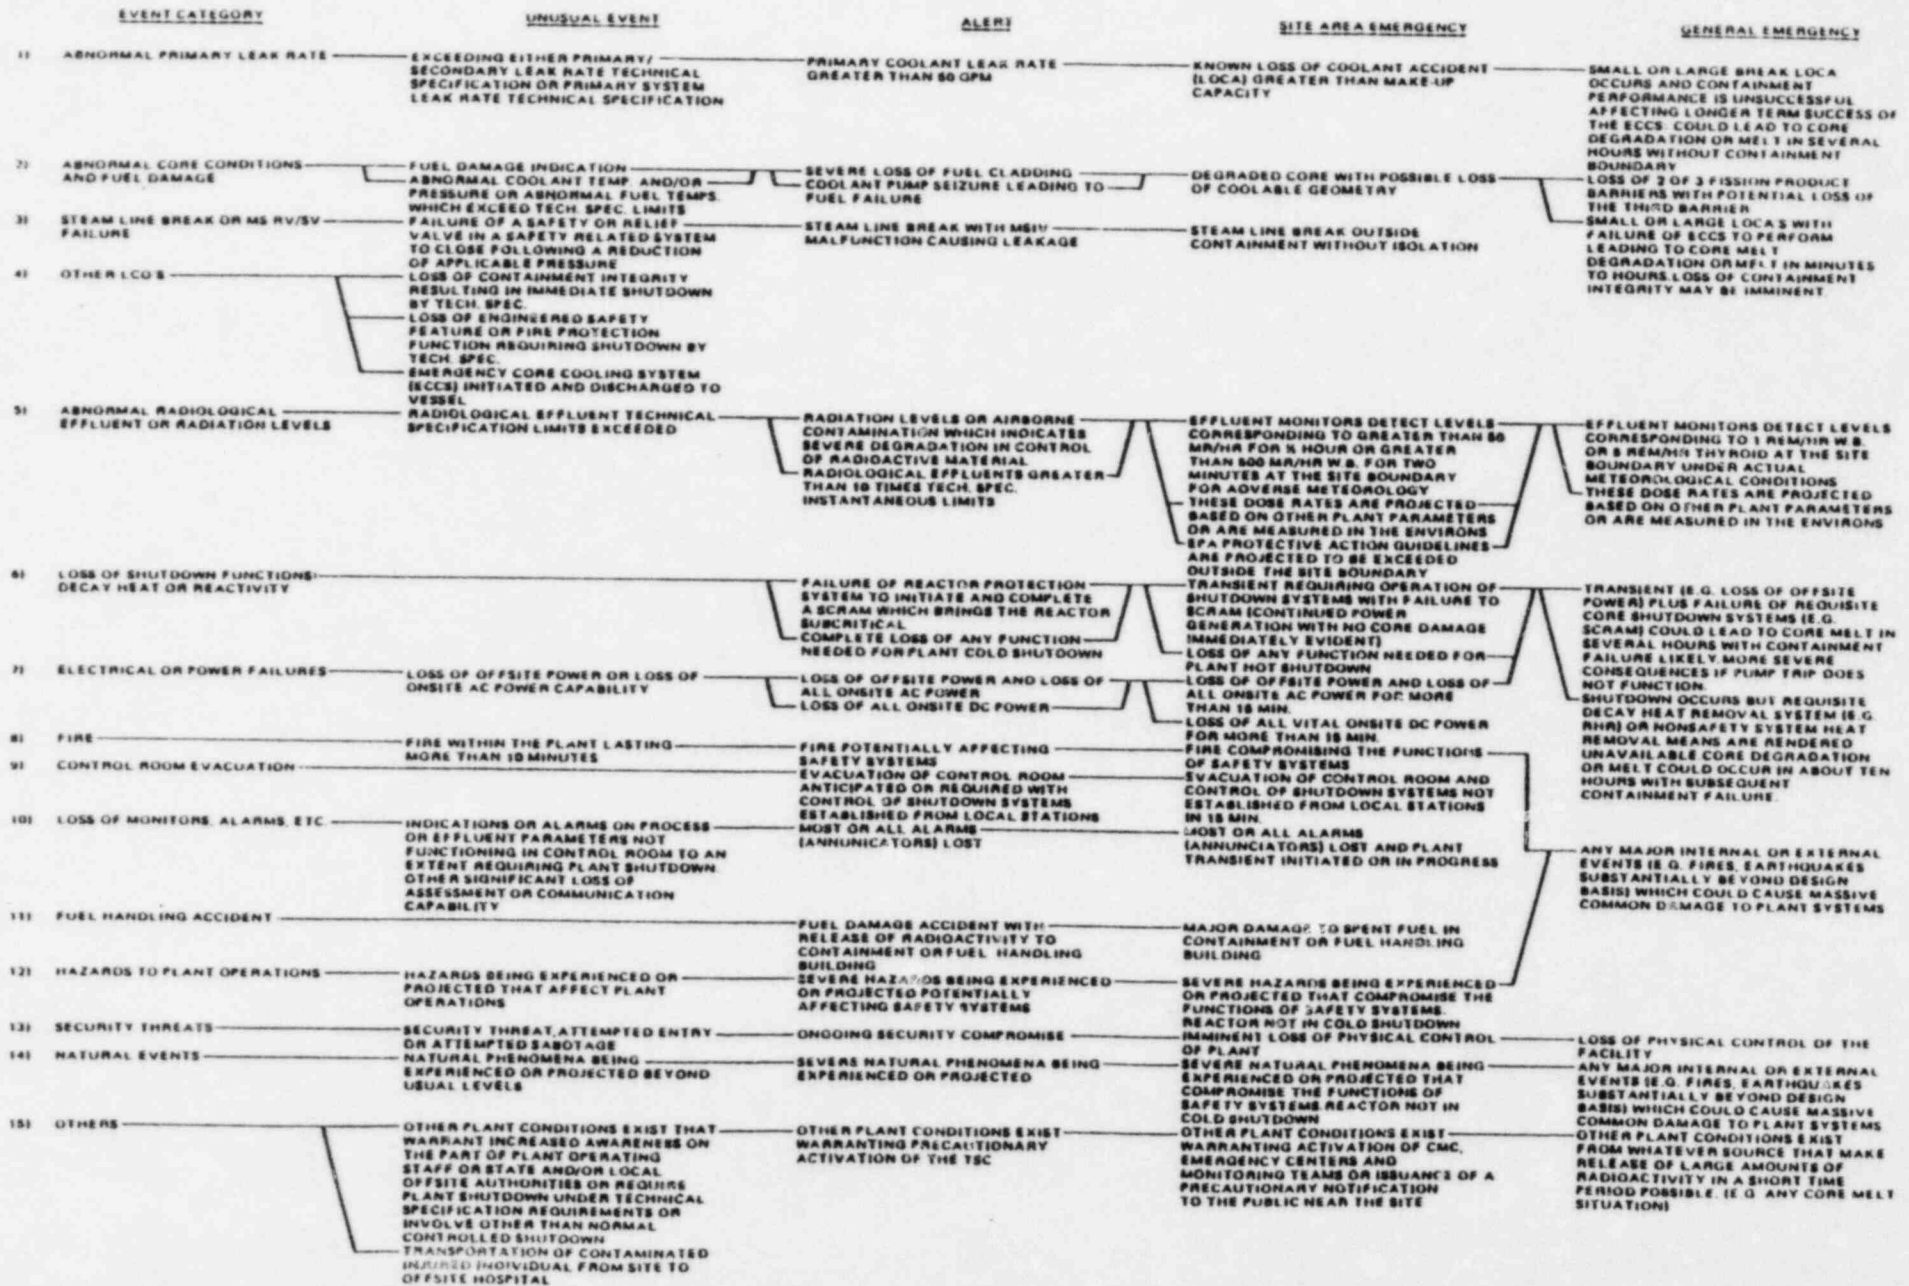 EVENT CATEGORY
UNUSUAL EVENT
ALERT
SITE AREA EMERGENCY
GENERAL EMERGENCY
1) ABNORMAL PRIMARY LEAK RATE
EXCEEDING EITHER PRIMARY/
SECONDARY LEAK RATE TECHNICAL
SPECIFICATION OR PRIMARY SYSTEM
LEAK RATE TECHNICAL SPECIFICATION
PRIMARY COOLANT LEAK RATE
GREATER THAN 50 GPM
KNOWN LOSS OF COOLANT ACCIDENT
(LOCA) GREATER THAN MAKE-UP
CAPACITY
SMALL OR LARGE BREAK LOCA
OCCURS AND CONTAINMENT
PERFORMANCE IS UNSUCCESSFUL
AFFECTING LONGER TERM SUCCESS OF
THE ECCS. COULD LEAD TO CORE
DEGRADATION OR MELT IN SEVERAL
HOURS WITHOUT CONTAINMENT
BOUNDARY
2) ABNORMAL CORE CONDITIONS
AND FUEL DAMAGE
FUEL DAMAGE INDICATION
ABNORMAL COOLANT TEMP. AND/OR
PRESSURE OR ABNORMAL FUEL TEMPS.
WHICH EXCEED TECH. SPEC. LIMITS
SEVERE LOSS OF FUEL CLADDING
COOLANT PUMP SEIZURE LEADING TO
FUEL FAILURE
DEGRADED CORE WITH POSSIBLE LOSS
OF COOLABLE GEOMETRY
LOSS OF 2 OF 3 FISSION PRODUCT
BARRIERS WITH POTENTIAL LOSS OF
THE THIRD BARRIER
SMALL OR LARGE LOCA'S WITH
FAILURE OF ECCS TO PERFORM
LEADING TO CORE MELT
DEGRADATION OR MELT IN MINUTES
TO HOURS. LOSS OF CONTAINMENT
INTEGRITY MAY BE IMMINENT.
3) STEAM LINE BREAK OR MS RV/SV
FAILURE
FAILURE OF A SAFETY OR RELIEF
VALVE IN A SAFETY RELATED SYSTEM
TO CLOSE FOLLOWING A REDUCTION
OF APPLICABLE PRESSURE
STEAM LINE BREAK WITH MSIV
MALFUNCTION CAUSING LEAKAGE
STEAM LINE BREAK OUTSIDE
CONTAINMENT WITHOUT ISOLATION
4) OTHER LCO'S
LOSS OF CONTAINMENT INTEGRITY
RESULTING IN IMMEDIATE SHUTDOWN
BY TECH. SPEC.
LOSS OF ENGINEERED SAFETY
FEATURE OR FIRE PROTECTION
FUNCTION REQUIRING SHUTDOWN BY
TECH. SPEC.
EMERGENCY CORE COOLING SYSTEM
(ECCS) INITIATED AND DISCHARGED TO
VESSEL
5) ABNORMAL RADIOLOGICAL
EFFLUENT OR RADIATION LEVELS
RADIOLOGICAL EFFLUENT TECHNICAL
SPECIFICATION LIMITS EXCEEDED
RADIATION LEVELS OR AIRBORNE
CONTAMINATION WHICH INDICATES
SEVERE DEGRADATION IN CONTROL
OF RADIOACTIVE MATERIAL
RADIOLOGICAL EFFLUENTS GREATER
THAN 10 TIMES TECH. SPEC.
INSTANTANEOUS LIMITS
EFFLUENT MONITORS DETECT LEVELS
CORRESPONDING TO GREATER THAN 50
MR/HR FOR ½ HOUR OR GREATER
THAN 500 MR/HR W.B. FOR TWO
MINUTES AT THE SITE BOUNDARY
FOR ADVERSE METEOROLOGY
THESE DOSE RATES ARE PROJECTED
BASED ON OTHER PLANT PARAMETERS
OR ARE MEASURED IN THE ENVIRONS
EPA PROTECTIVE ACTION GUIDELINES
ARE PROJECTED TO BE EXCEEDED
OUTSIDE THE SITE BOUNDARY
EFFLUENT MONITORS DETECT LEVELS
CORRESPONDING TO 1 REM/HR W.B.
OR 5 REM/HR THYROID AT THE SITE
BOUNDARY UNDER ACTUAL
METEOROLOGICAL CONDITIONS
THESE DOSE RATES ARE PROJECTED
BASED ON OTHER PLANT PARAMETERS
OR ARE MEASURED IN THE ENVIRONS
6) LOSS OF SHUTDOWN FUNCTIONS:
DECAY HEAT OR REACTIVITY
FAILURE OF REACTOR PROTECTION
SYSTEM TO INITIATE AND COMPLETE
A SCRAM WHICH BRINGS THE REACTOR
SUBCRITICAL
COMPLETE LOSS OF ANY FUNCTION
NEEDED FOR PLANT COLD SHUTDOWN
TRANSIENT REQUIRING OPERATION OF
SHUTDOWN SYSTEMS WITH FAILURE TO
SCRAM (CONTINUED POWER
GENERATION WITH NO CORE DAMAGE
IMMEDIATELY EVIDENT)
LOSS OF ANY FUNCTION NEEDED FOR
PLANT HOT SHUTDOWN
TRANSIENT (E.G. LOSS OF OFFSITE
POWER) PLUS FAILURE OF REQUISITE
CORE SHUTDOWN SYSTEMS (E.G.
SCRAM) COULD LEAD TO CORE MELT IN
SEVERAL HOURS WITH CONTAINMENT
FAILURE LIKELY. MORE SEVERE
CONSEQUENCES IF PUMP TRIP DOES
NOT FUNCTION.
SHUTDOWN OCCURS BUT REQUISITE
DECAY HEAT REMOVAL SYSTEM (E.G.
RHR) OR NONSAFETY SYSTEM HEAT
REMOVAL MEANS ARE RENDERED
UNAVAILABLE CORE DEGRADATION
OR MELT COULD OCCUR IN ABOUT TEN
HOURS WITH SUBSEQUENT
CONTAINMENT FAILURE.
7) ELECTRICAL OR POWER FAILURES
LOSS OF OFFSITE POWER OR LOSS OF
ONSITE AC POWER CAPABILITY
LOSS OF OFFSITE POWER AND LOSS OF
ALL ONSITE AC POWER
LOSS OF ALL ONSITE DC POWER
LOSS OF OFFSITE POWER AND LOSS OF
ALL ONSITE AC POWER FOR MORE
THAN 15 MIN.
LOSS OF ALL VITAL ONSITE DC POWER
FOR MORE THAN 15 MIN.
8) FIRE
FIRE WITHIN THE PLANT LASTING
MORE THAN 10 MINUTES
FIRE POTENTIALLY AFFECTING
SAFETY SYSTEMS
FIRE COMPROMISING THE FUNCTIONS
OF SAFETY SYSTEMS
9) CONTROL ROOM EVACUATION
EVACUATION OF CONTROL ROOM
ANTICIPATED OR REQUIRED WITH
CONTROL OF SHUTDOWN SYSTEMS
ESTABLISHED FROM LOCAL STATIONS
EVACUATION OF CONTROL ROOM AND
CONTROL OF SHUTDOWN SYSTEMS NOT
ESTABLISHED FROM LOCAL STATIONS
IN 15 MIN.
10) LOSS OF MONITORS, ALARMS, ETC.
INDICATIONS OR ALARMS ON PROCESS
OR EFFLUENT PARAMETERS NOT
FUNCTIONING IN CONTROL ROOM TO AN
EXTENT REQUIRING PLANT SHUTDOWN.
OTHER SIGNIFICANT LOSS OF
ASSESSMENT OR COMMUNICATION
CAPABILITY
MOST OR ALL ALARMS
(ANNUNICATORS) LOST
MOST OR ALL ALARMS
(ANNUNCIATORS) LOST AND PLANT
TRANSIENT INITIATED OR IN PROGRESS
ANY MAJOR INTERNAL OR EXTERNAL
EVENTS (E.G. FIRES, EARTHQUAKES
SUBSTANTIALLY BEYOND DESIGN
BASIS) WHICH COULD CAUSE MASSIVE
COMMON DAMAGE TO PLANT SYSTEMS
11) FUEL HANDLING ACCIDENT
FUEL DAMAGE ACCIDENT WITH
RELEASE OF RADIOACTIVITY TO
CONTAINMENT OR FUEL HANDLING
BUILDING
MAJOR DAMAGE TO SPENT FUEL IN
CONTAINMENT OR FUEL HANDLING
BUILDING
12) HAZARDS TO PLANT OPERATIONS
HAZARDS BEING EXPERIENCED OR
PROJECTED THAT AFFECT PLANT
OPERATIONS
SEVERE HAZARDS BEING EXPERIENCED
OR PROJECTED POTENTIALLY
AFFECTING SAFETY SYSTEMS
SEVERE HAZARDS BEING EXPERIENCED
OR PROJECTED THAT COMPROMISE THE
FUNCTIONS OF SAFETY SYSTEMS.
REACTOR NOT IN COLD SHUTDOWN
13) SECURITY THREATS
SECURITY THREAT, ATTEMPTED ENTRY
OR ATTEMPTED SABOTAGE
ONGOING SECURITY COMPROMISE
IMMINENT LOSS OF PHYSICAL CONTROL
OF PLANT
LOSS OF PHYSICAL CONTROL OF THE
FACILITY
14) NATURAL EVENTS
NATURAL PHENOMENA BEING
EXPERIENCED OR PROJECTED BEYOND
USUAL LEVELS
SEVERE NATURAL PHENOMENA BEING
EXPERIENCED OR PROJECTED
SEVERE NATURAL PHENOMENA BEING
EXPERIENCED OR PROJECTED THAT
COMPROMISE THE FUNCTIONS OF
SAFETY SYSTEMS. REACTOR NOT IN
COLD SHUTDOWN
ANY MAJOR INTERNAL OR EXTERNAL
EVENTS (E.G. FIRES, EARTHQUAKES
SUBSTANTIALLY BEYOND DESIGN
BASIS) WHICH COULD CAUSE MASSIVE
COMMON DAMAGE TO PLANT SYSTEMS
15) OTHERS
OTHER PLANT CONDITIONS EXIST THAT
WARRANT INCREASED AWARENESS ON
THE PART OF PLANT OPERATING
STAFF OR STATE AND/OR LOCAL
OFFSITE AUTHORITIES OR REQUIRE
PLANT SHUTDOWN UNDER TECHNICAL
SPECIFICATION REQUIREMENTS OR
INVOLVE OTHER THAN NORMAL
CONTROLLED SHUTDOWN
TRANSPORTATION OF CONTAMINATED
INJURED INDIVIDUAL FROM SITE TO
OFFSITE HOSPITAL
OTHER PLANT CONDITIONS EXIST
WARRANTING PRECAUTIONARY
ACTIVATION OF THE TSC
OTHER PLANT CONDITIONS EXIST
WARRANTING ACTIVATION OF CMC,
EMERGENCY CENTERS AND
MONITORING TEAMS OR ISSUANCE OF A
PRECAUTIONARY NOTIFICATION
TO THE PUBLIC NEAR THE SITE
OTHER PLANT CONDITIONS EXIST
FROM WHATEVER SOURCE THAT MAKE
RELEASE OF LARGE AMOUNTS OF
RADIOACTIVITY IN A SHORT TIME
PERIOD POSSIBLE. (E.G. ANY CORE MELT
SITUATION)